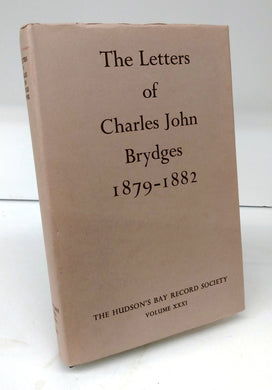 The Letters
of
Charles John
Brydges
1879-1882
THE HUDSON'S BAY RECORD SOCIETY
VOLUME XXXI